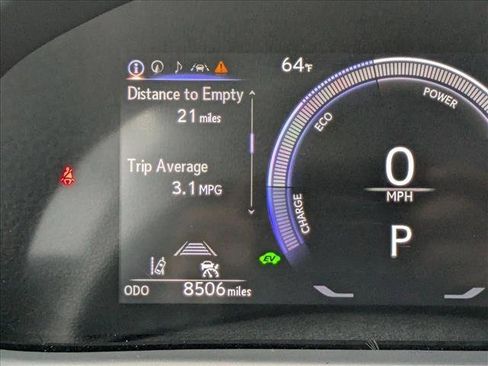 64°F
Distance to Empty
21 miles
Trip Average
3.1 MPG
ODO 8506 miles
CHARGE
ECO
POWER
0
MPH
P
EV